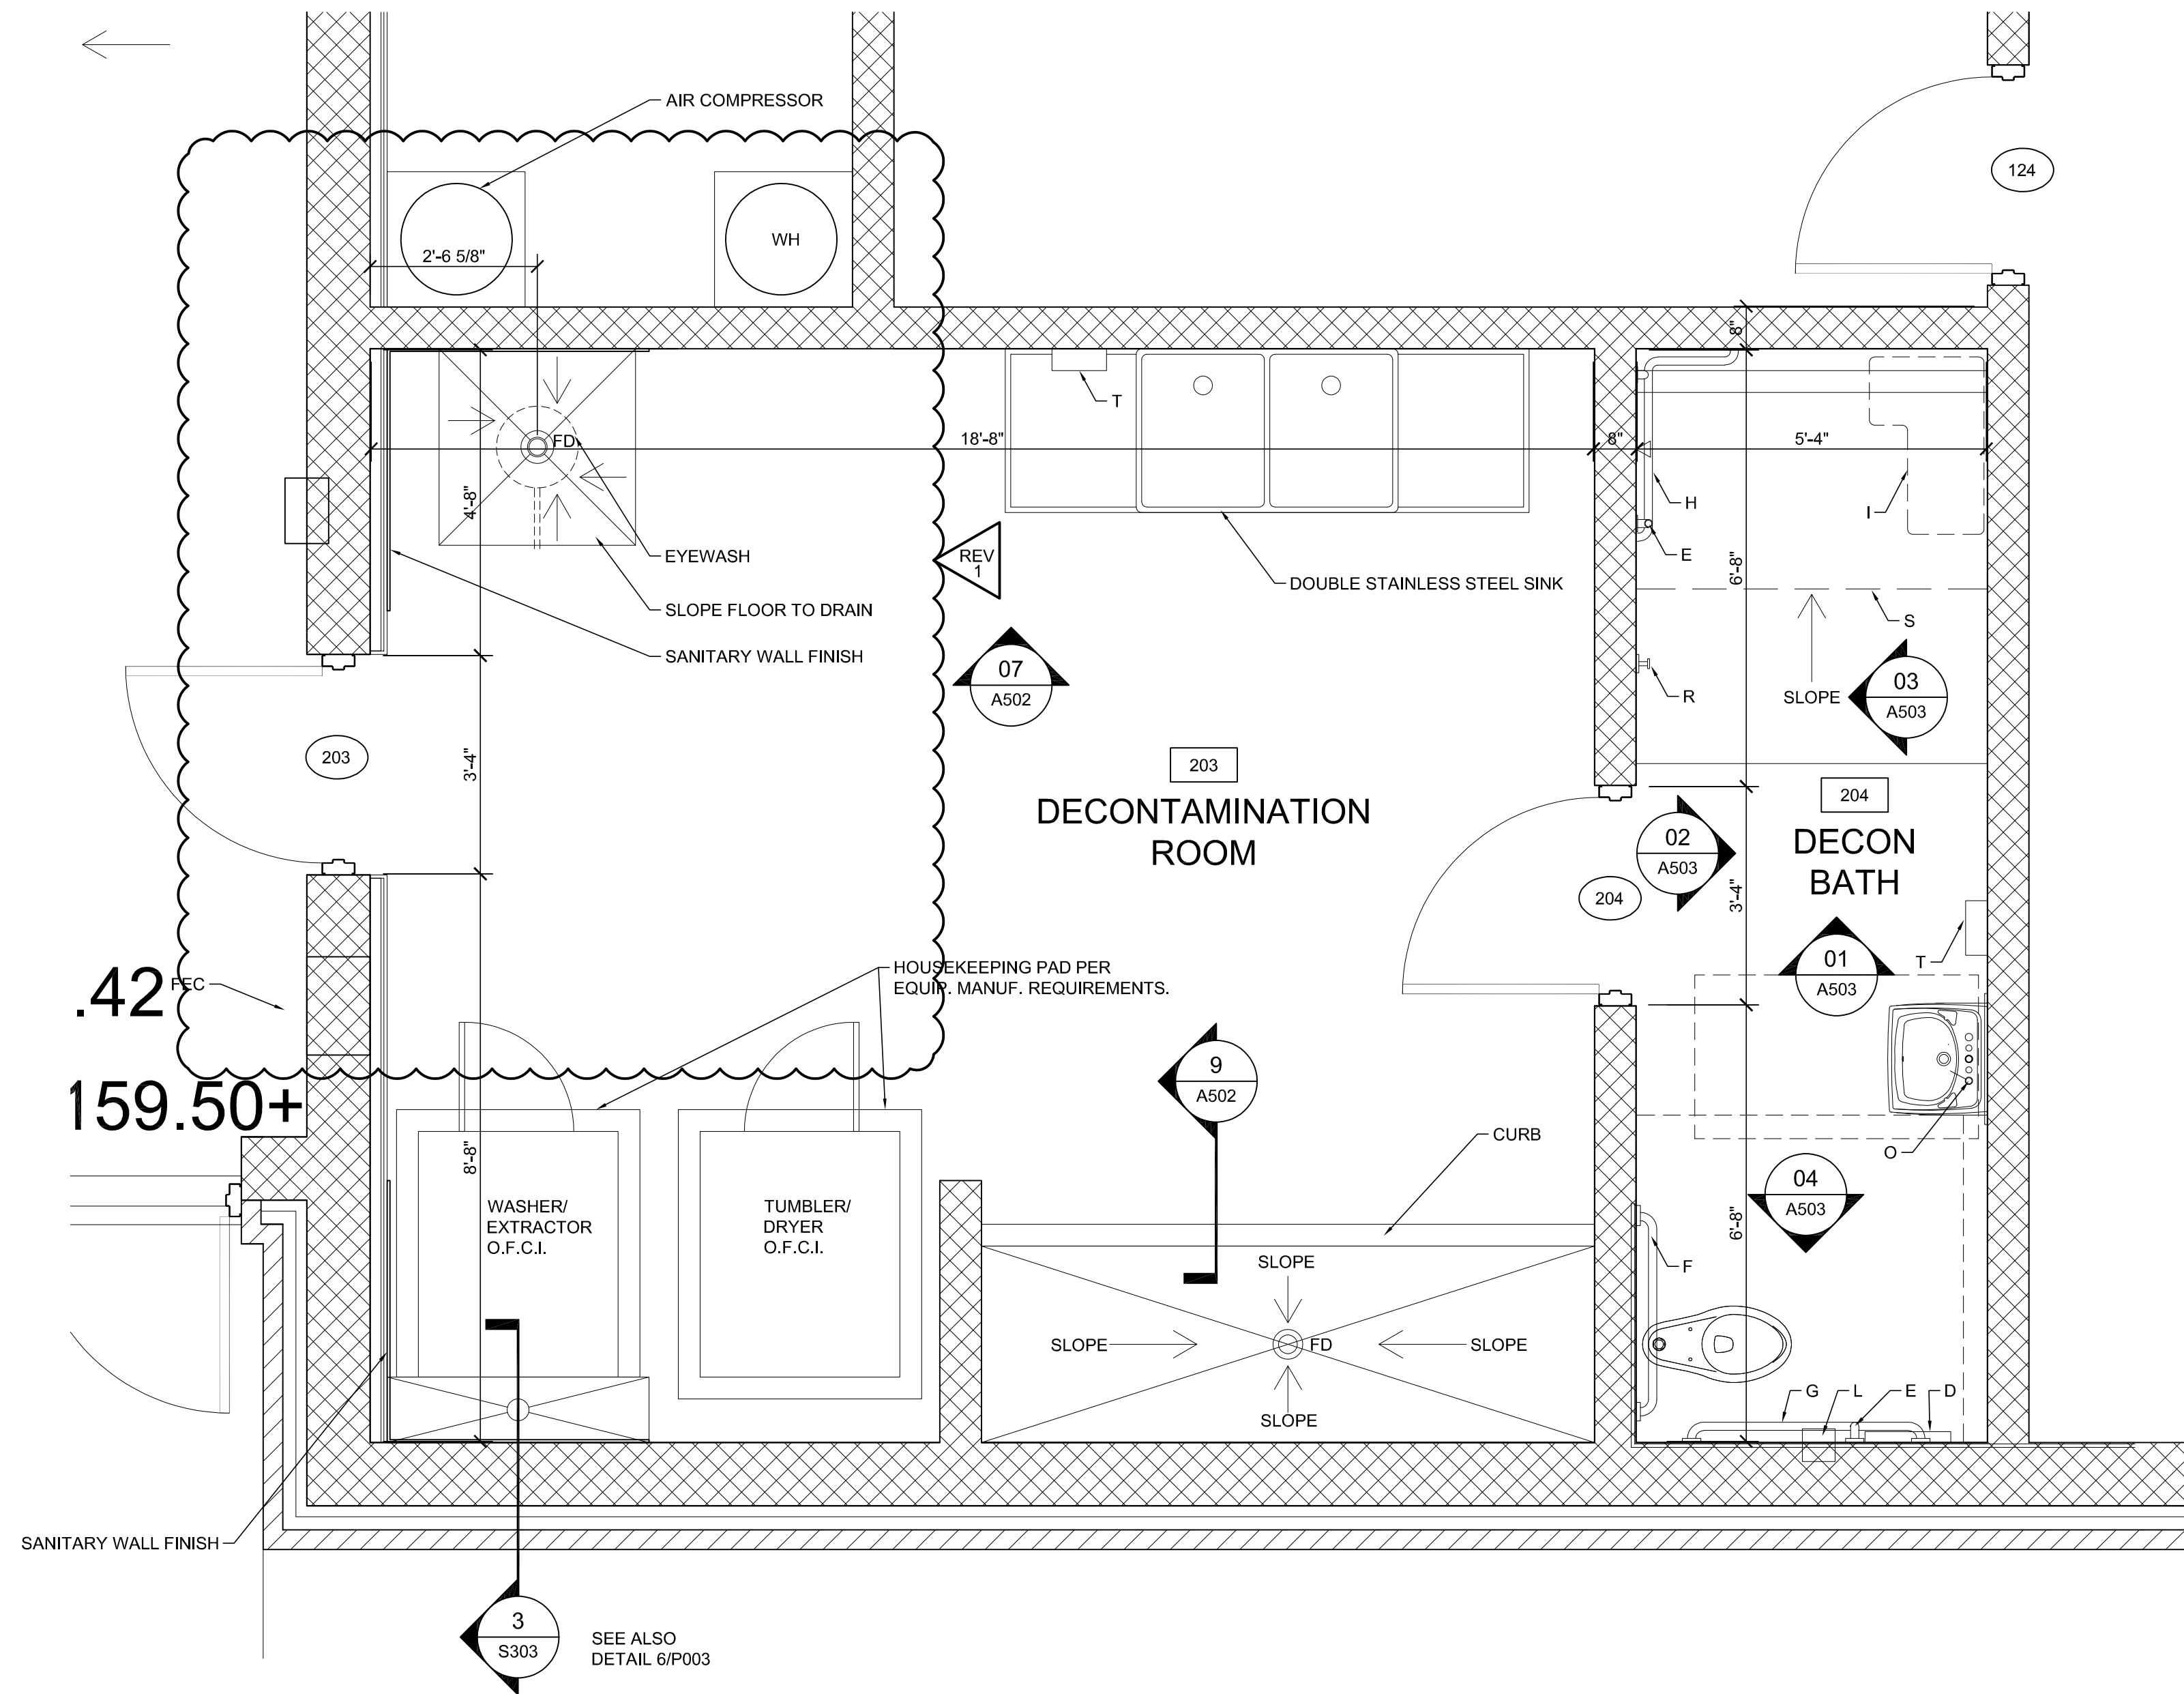 AIR COMPRESSOR
124
WH
2'-6 5/8"
8"
T
FD
18'-8"
8"
5'-4"
4'-8"
H
I
E
EYEWASH
REV
1
6'-8"
DOUBLE STAINLESS STEEL SINK
SLOPE FLOOR TO DRAIN
S
SANITARY WALL FINISH
07
A502
R
SLOPE
03
A503
203
3'-4"
203
DECONTAMINATION
ROOM
204
DECON
BATH
02
A503
204
3'-4"
01
A503
T
HOUSEKEEPING PAD PER
EQUIP. MANUF. REQUIREMENTS.
.42
FEC
159.50+
9
A502
CURB
O
8'-8"
WASHER/
EXTRACTOR
O.F.C.I.
TUMBLER/
DRYER
O.F.C.I.
04
A503
6'-8"
F
SLOPE
SLOPE
FD
SLOPE
SLOPE
G
L
E
D
SANITARY WALL FINISH
3
S303
SEE ALSO
DETAIL 6/P003